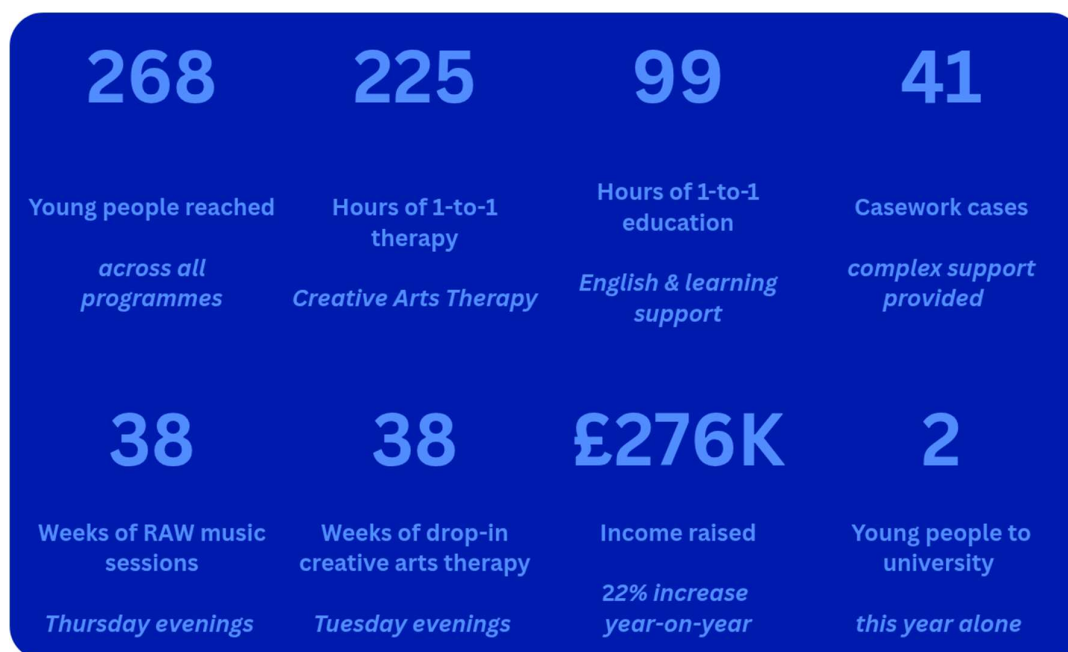 268
Young people reached
across all
programmes
225
Hours of 1-to-1
therapy
Creative Arts Therapy
99
Hours of 1-to-1
education
English & learning
support
41
Casework cases
complex support
provided
38
Weeks of RAW music
sessions
Thursday evenings
38
Weeks of drop-in
creative arts therapy
Tuesday evenings
£276K
Income raised
22% increase
year-on-year
2
Young people to
university
this year alone